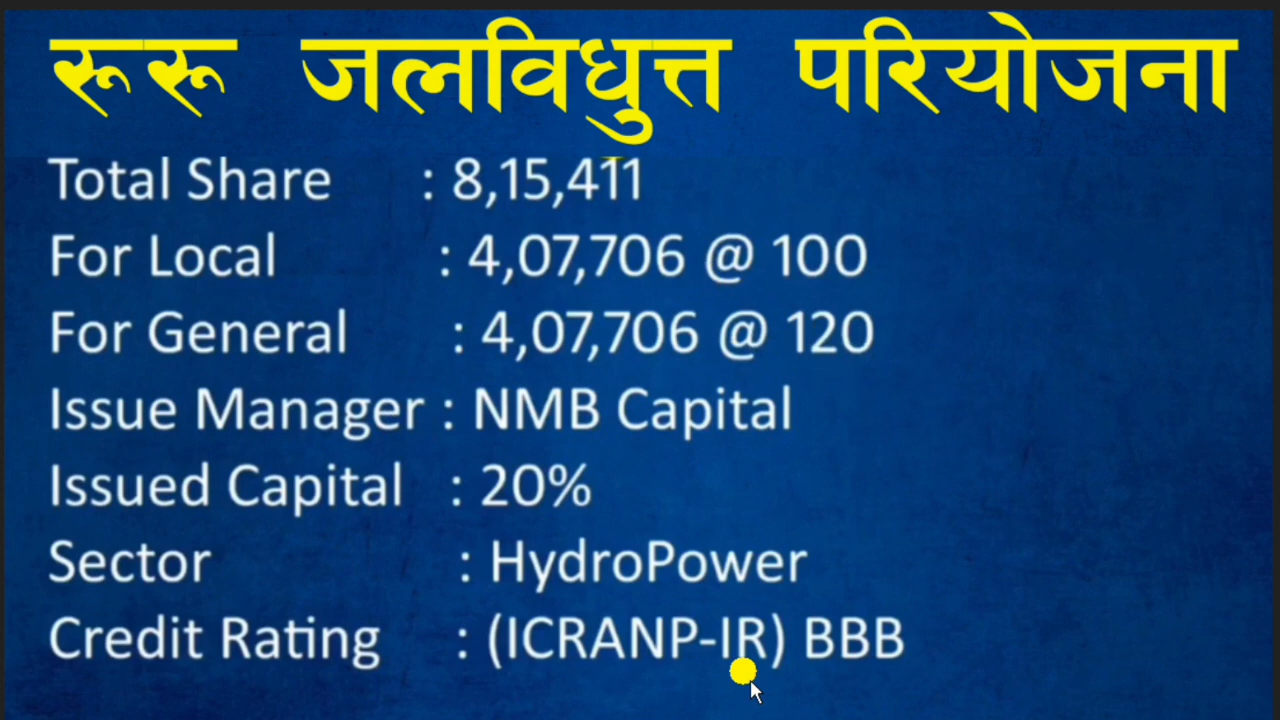 रुरु जलविधुत्त परियोजना
Total Share : 8,15,411
For Local : 4,07,706 @ 100
For General : 4,07,706 @ 120
Issue Manager : NMB Capital
Issued Capital : 20%
Sector : HydroPower
Credit Rating : (ICRANP-IR) BBB